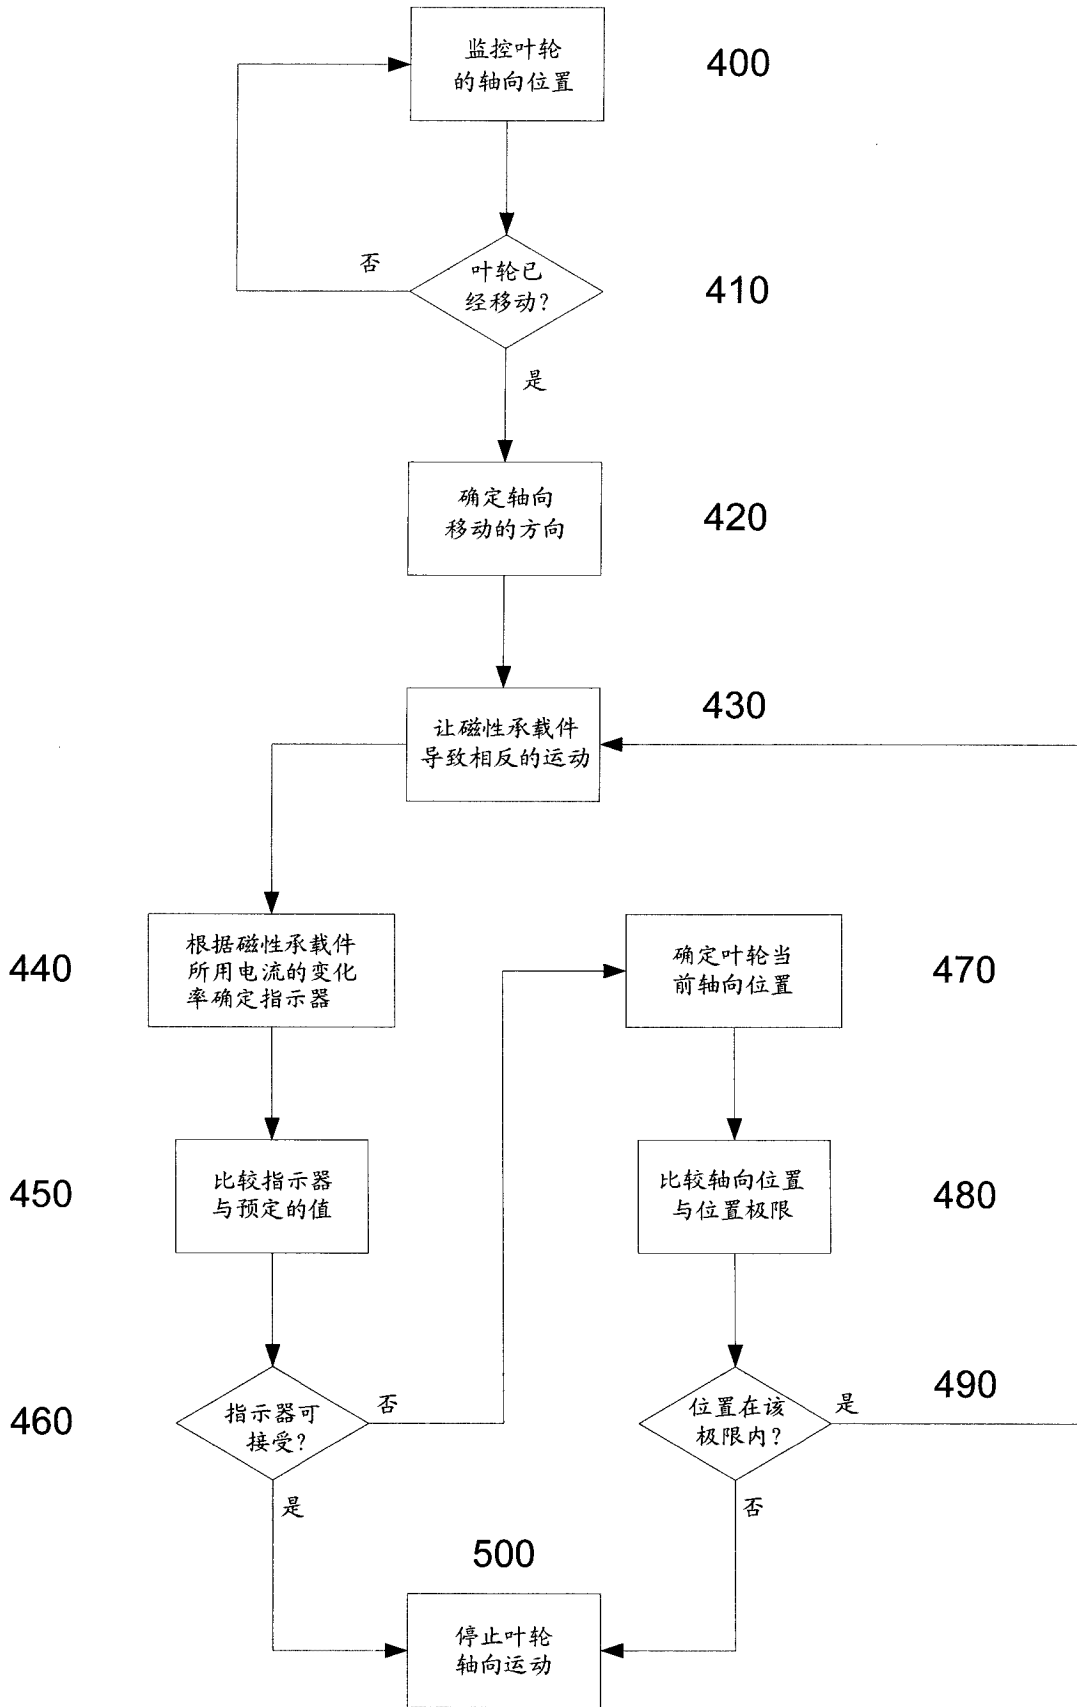 监控叶轮
的轴向位置
400
否
叶轮已
经移动?
410
是
确定轴向
移动的方向
420
430
让磁性承载件
导致相反的运动
440
根据磁性承载件
所用电流的变化
率确定指示器
确定叶轮当
前轴向位置
470
450
比较指示器
与预定的值
比较轴向位置
与位置极限
480
460
指示器可
接受?
否
位置在该
极限内?
是
490
是
否
500
停止叶轮
轴向运动